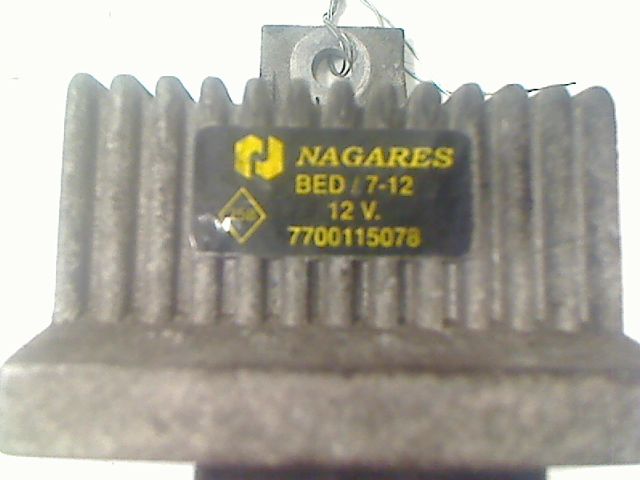 NAGARES
BED / 7-12
12 V.
7700115078